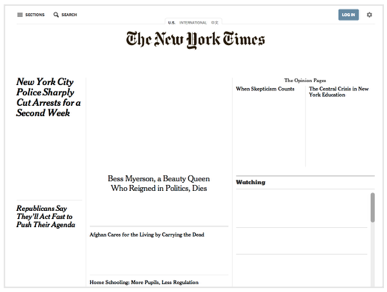 SECTIONS
SEARCH
U.S.
INTERNATIONAL
中文
LOG IN
The New York Times
New York City
Police Sharply
Cut Arrests for a
Second Week
Republicans Say
They'll Act Fast to
Push Their Agenda
Bess Myerson, a Beauty Queen
Who Reigned in Politics, Dies
Afghan Cares for the Living by Carrying the Dead
Home Schooling: More Pupils, Less Regulation
The Opinion Pages
When Skepticism Counts
The Central Crisis in New
York Education
Watching